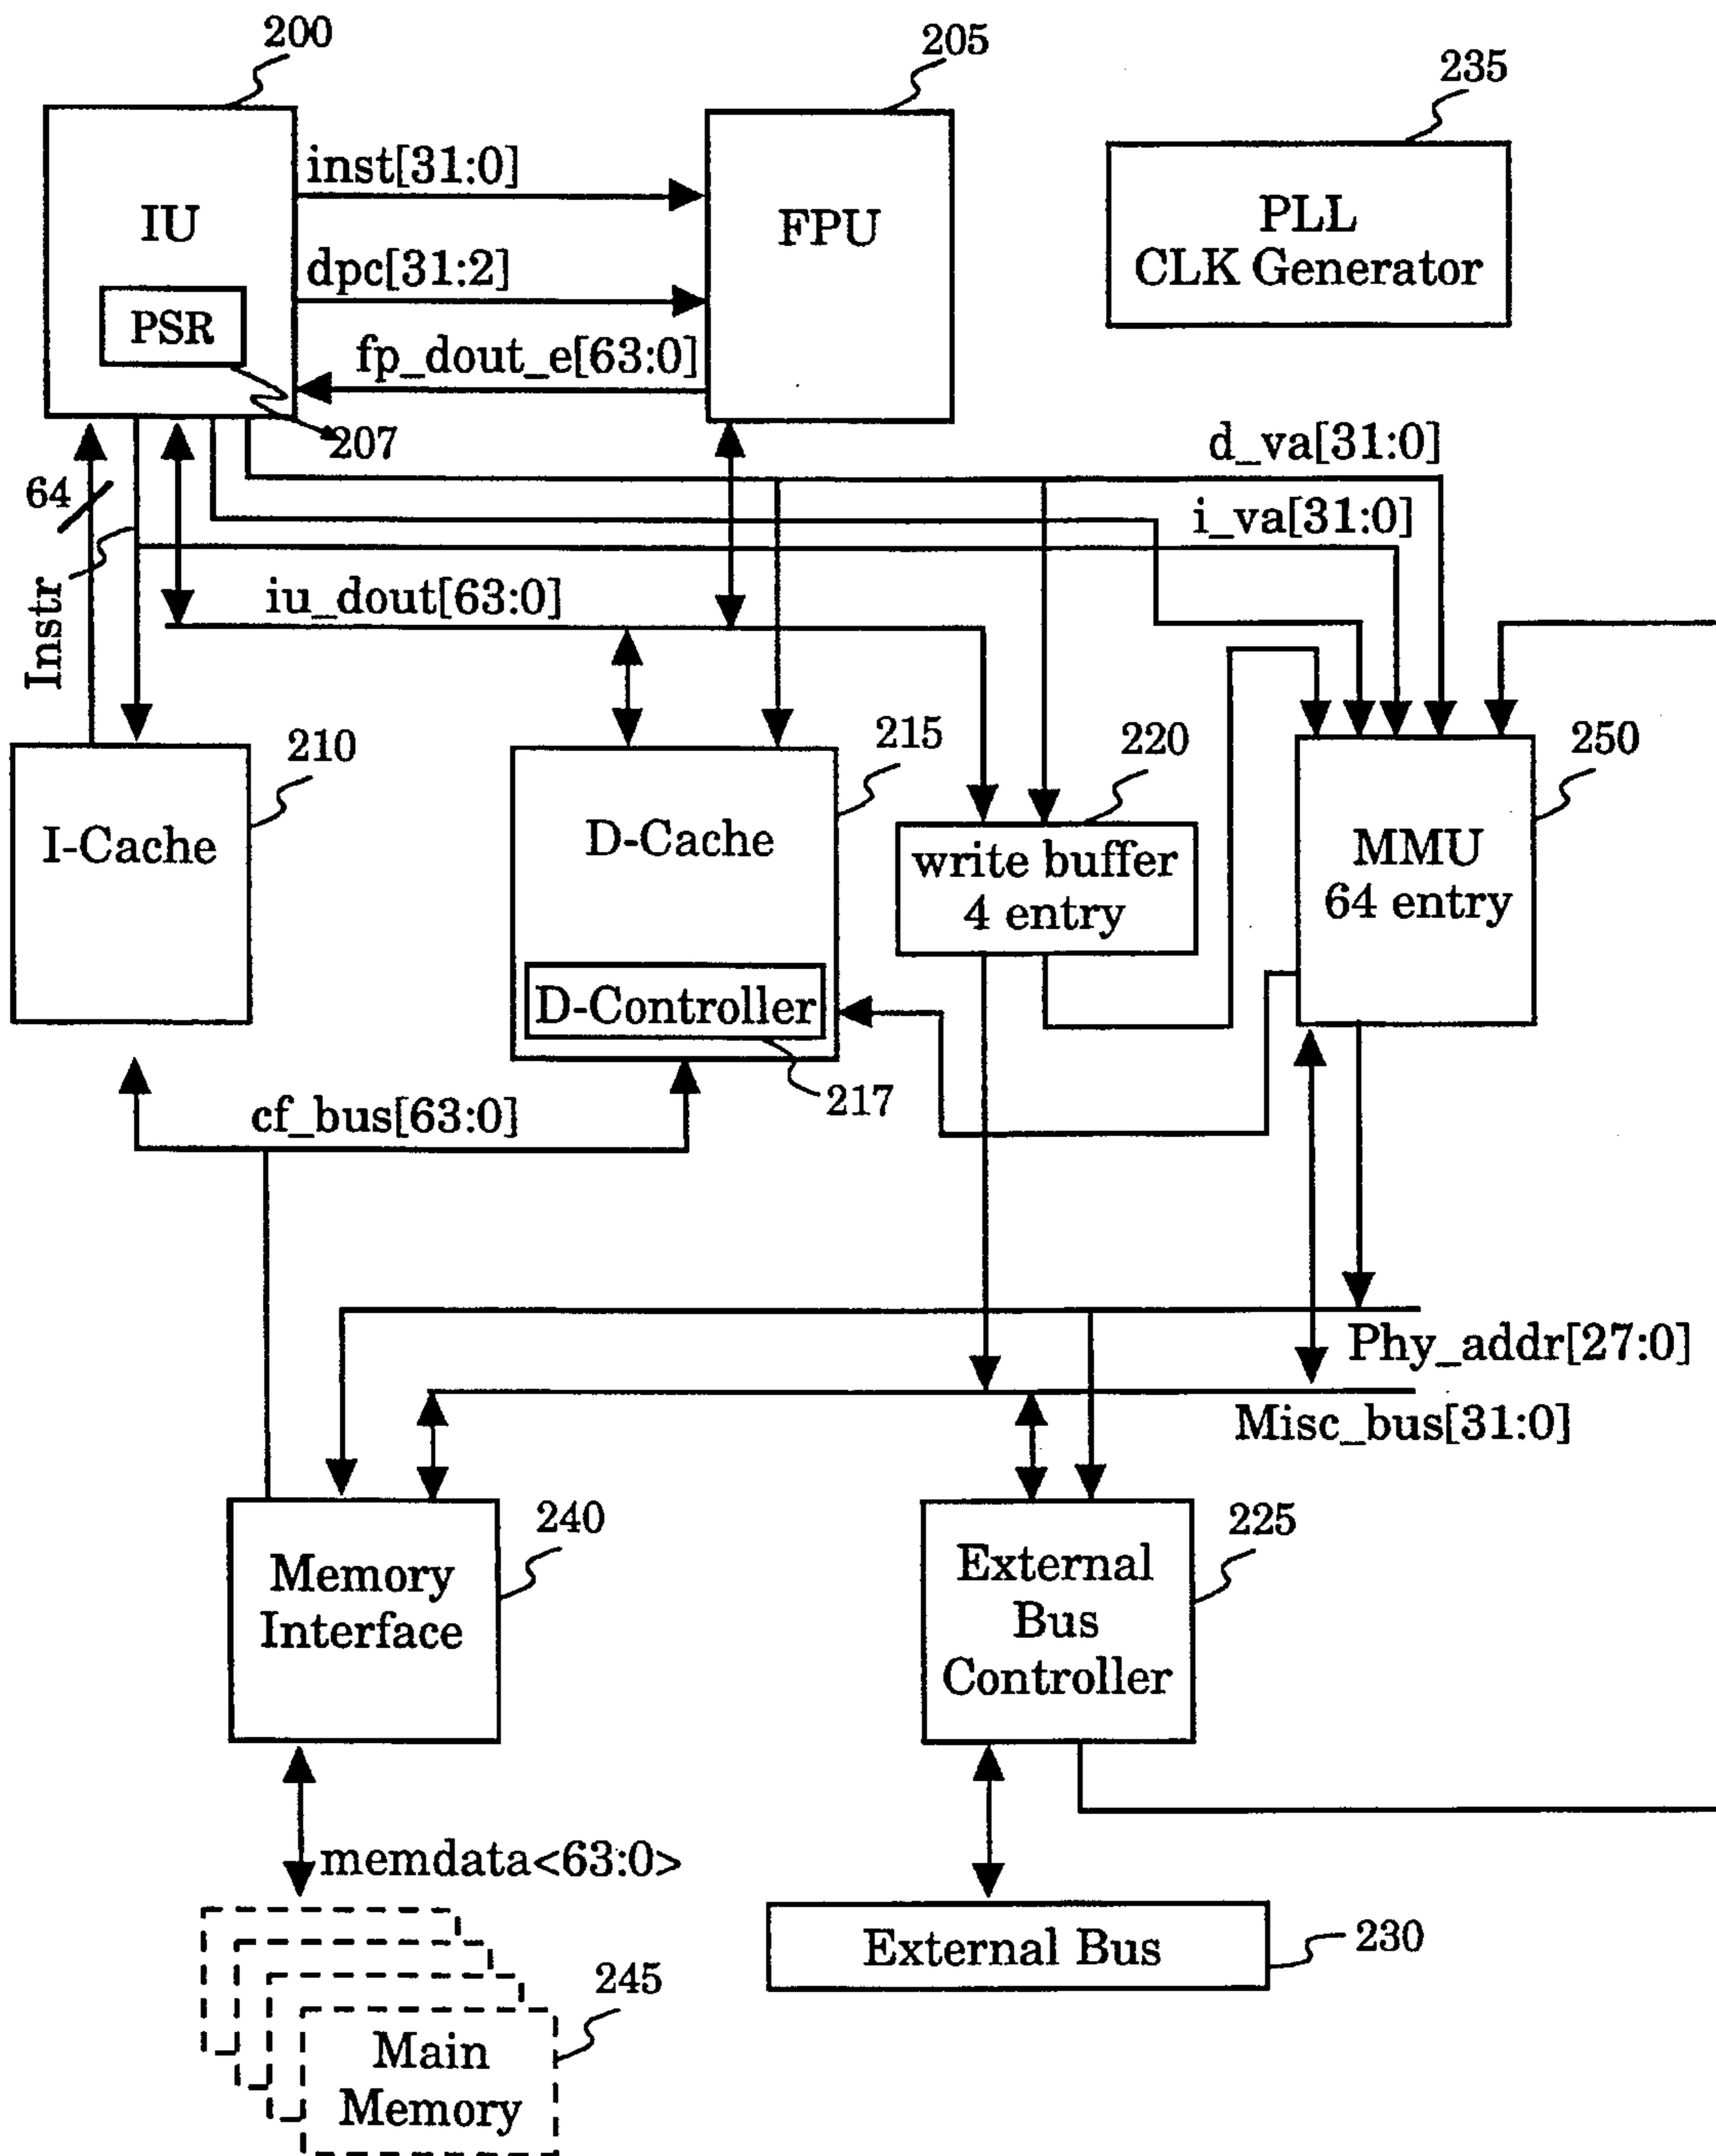 200
205
235
inst[31:0]
IU
FPU
PLL
CLK Generator
dpc[31:2]
PSR
fp_dout_e[63:0]
207
d_va[31:0]
64
i_va[31:0]
Instr
iu_dout[63:0]
210
215
220
250
I-Cache
D-Cache
write buffer
4 entry
MMU
64 entry
D-Controller
217
cf_bus[63:0]
Phy_addr[27:0]
Misc_bus[31:0]
240
225
Memory
Interface
External
Bus
Controller
memdata<63:0>
External Bus
230
245
Main
Memory